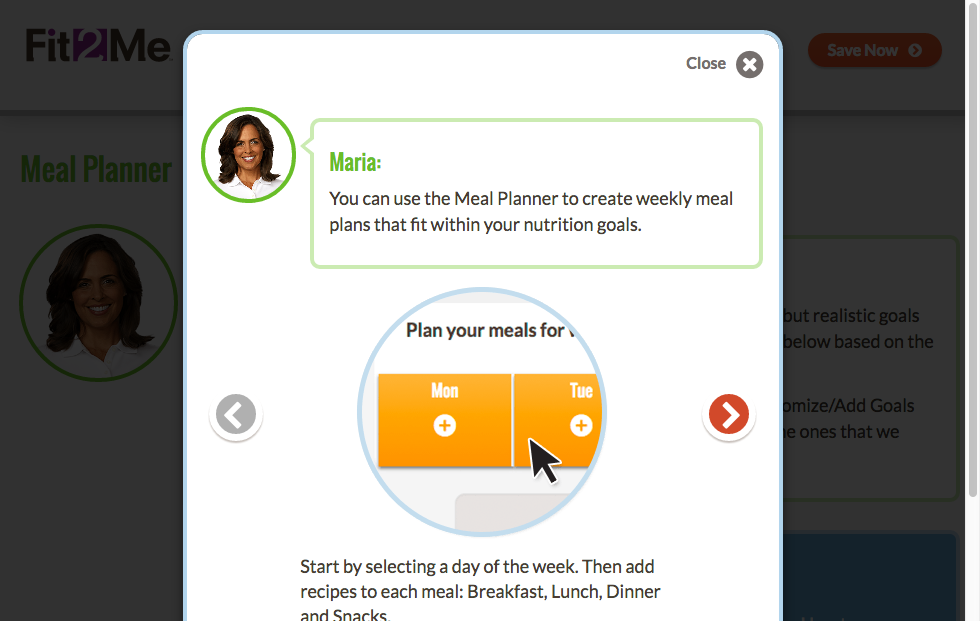 Fit2Me
Save Now
Close
Meal Planner
Maria:
You can use the Meal Planner to create weekly meal
plans that fit within your nutrition goals.
but realistic goals
below based on the
Plan your meals for
Mon
Tue
omize/Add Goals
ones that we
Start by selecting a day of the week. Then add
recipes to each meal: Breakfast, Lunch, Dinner
and Snacks.